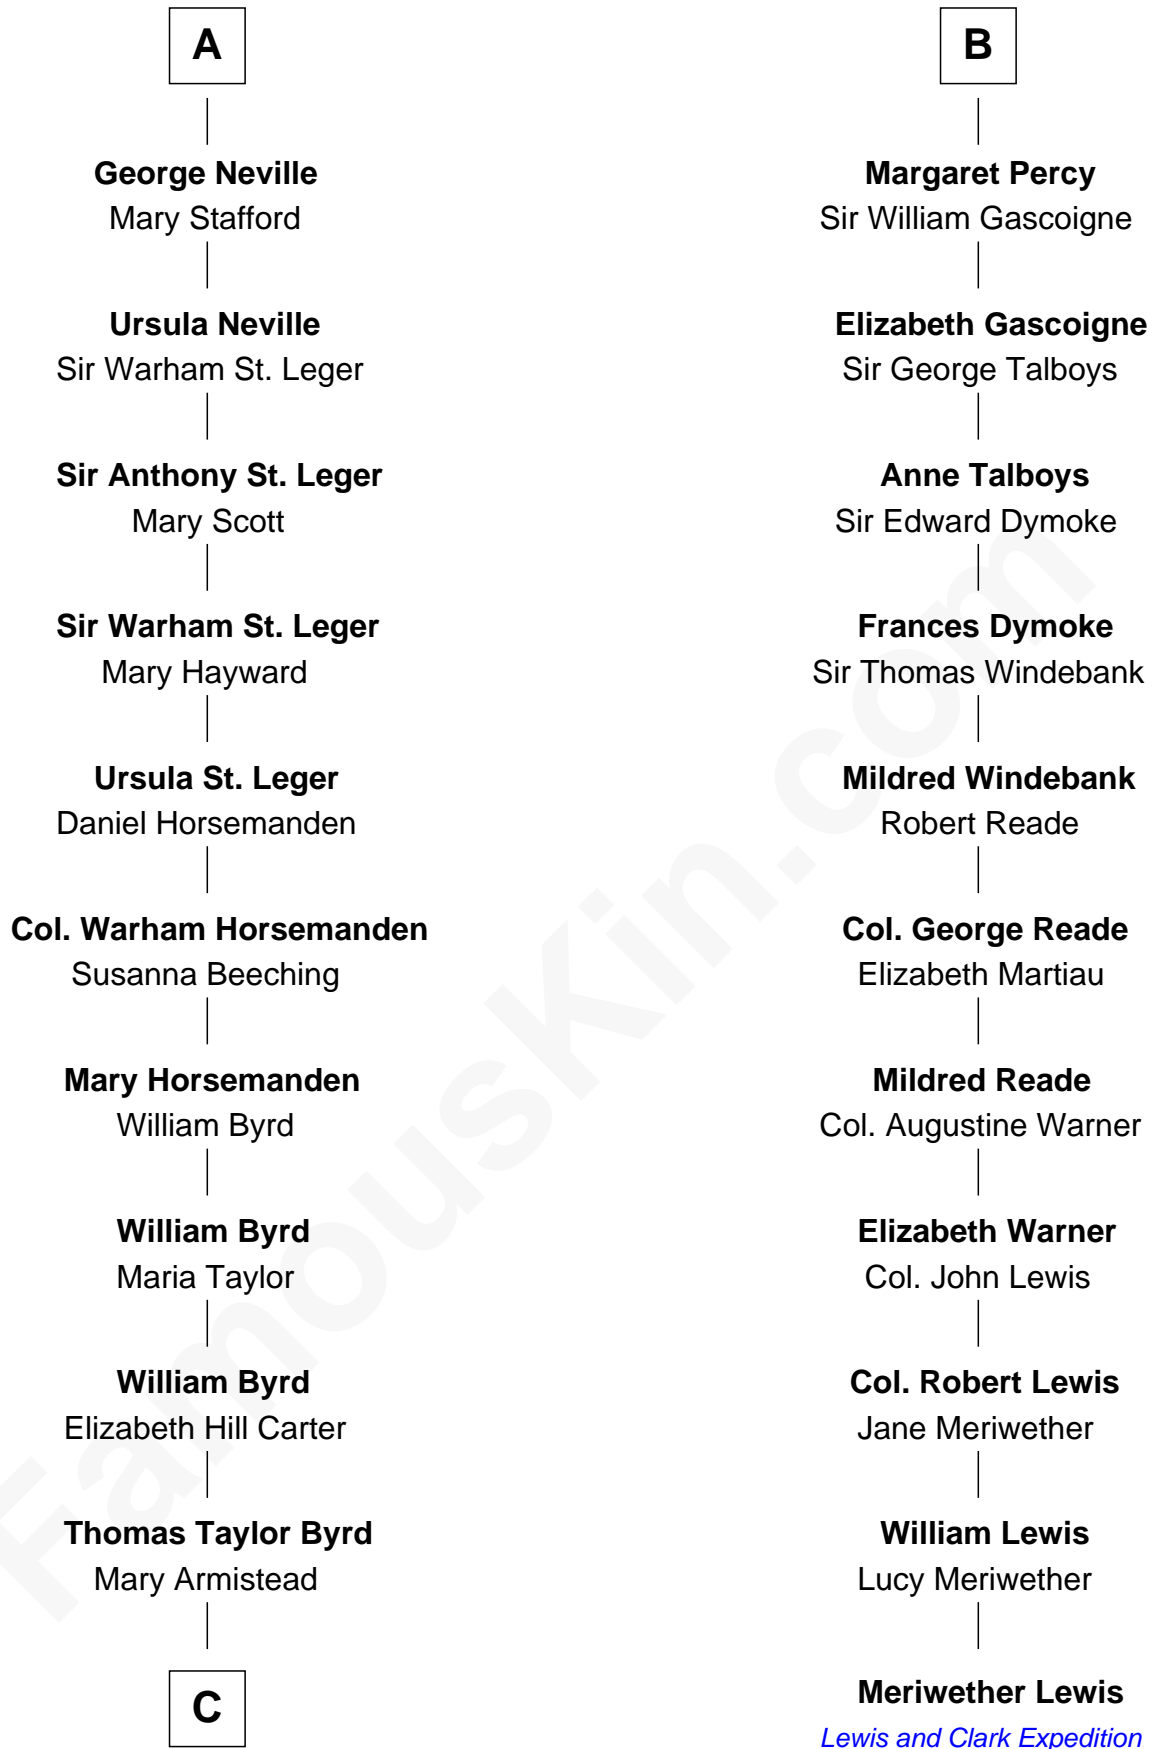 A
George Neville
Mary Stafford
Ursula Neville
Sir Warham St. Leger
Sir Anthony St. Leger
Mary Scott
Sir Warham St. Leger
Mary Hayward
Ursula St. Leger
Daniel Horsemanden
Col. Warham Horsemanden
Susanna Beeching
Mary Horsemanden
William Byrd
William Byrd
Maria Taylor
William Byrd
Elizabeth Hill Carter
Thomas Taylor Byrd
Mary Armistead
C
B
Margaret Percy
Sir William Gascoigne
Elizabeth Gascoigne
Sir George Talboys
Anne Talboys
Sir Edward Dymoke
Frances Dymoke
Sir Thomas Windebank
Mildred Windebank
Robert Reade
Col. George Reade
Elizabeth Martiau
Mildred Reade
Col. Augustine Warner
Elizabeth Warner
Col. John Lewis
Col. Robert Lewis
Jane Meriwether
William Lewis
Lucy Meriwether
Meriwether Lewis
Lewis and Clark Expedition
FamousKin.com